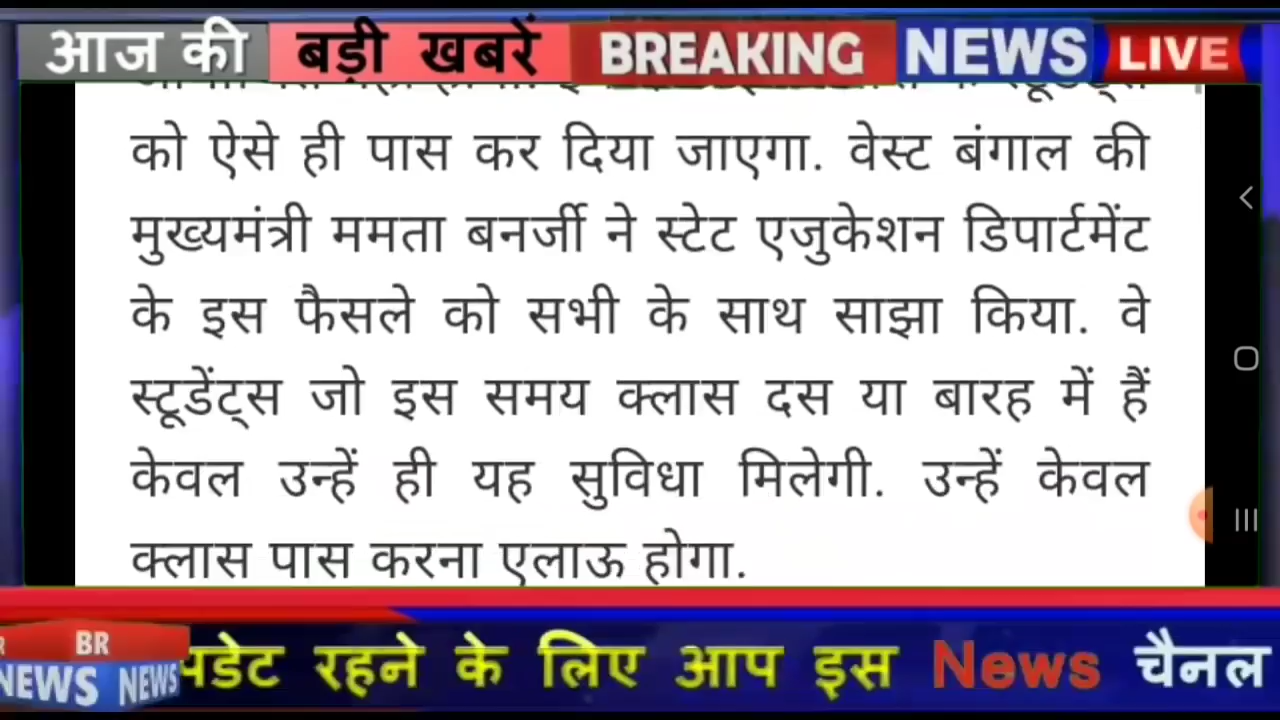 आज की बड़ी खबरें BREAKING NEWS LIVE
को ऐसे ही पास कर दिया जाएगा. वेस्ट बंगाल की
मुख्यमंत्री ममता बनर्जी ने स्टेट एजुकेशन डिपार्टमेंट
के इस फैसले को सभी के साथ साझा किया. वे
स्टूडेंट्स जो इस समय क्लास दस या बारह में हैं
केवल उन्हें ही यह सुविधा मिलेगी. उन्हें केवल
क्लास पास करना एलाऊ होगा.
BR
NEWS NEWS
पडेट रहने के लिए आप इस News चैनल